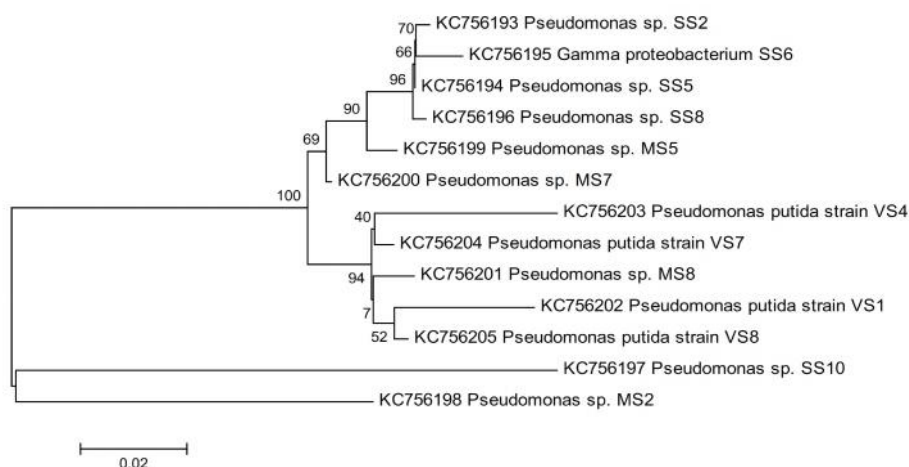 70
KC756193 Pseudomonas sp. SS2
66
KC756195 Gamma proteobacterium SS6
96
KC756194 Pseudomonas sp. SS5
90
KC756196 Pseudomonas sp. SS8
69
KC756199 Pseudomonas sp. MS5
KC756200 Pseudomonas sp. MS7
100
40
KC756203 Pseudomonas putida strain VS4
KC756204 Pseudomonas putida strain VS7
94
KC756201 Pseudomonas sp. MS8
7
KC756202 Pseudomonas putida strain VS1
52
KC756205 Pseudomonas putida strain VS8
KC756197 Pseudomonas sp. SS10
KC756198 Pseudomonas sp. MS2
0.02